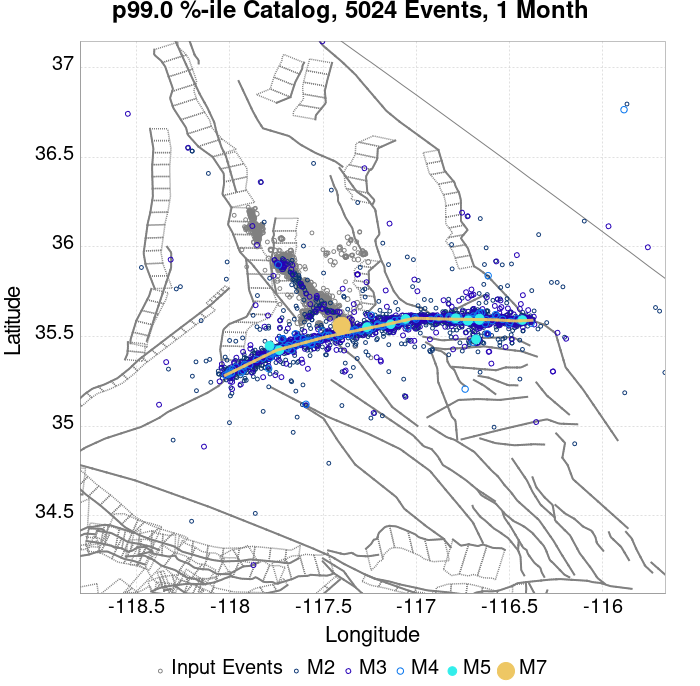 p99.0 %-ile Catalog, 5024 Events, 1 Month
37
36.5
36
35.5
35
34.5
Latitude
-118.5 -118 -117.5 -117 -116.5 -116
Longitude
Input Events M2 M3 M4 M5 M7